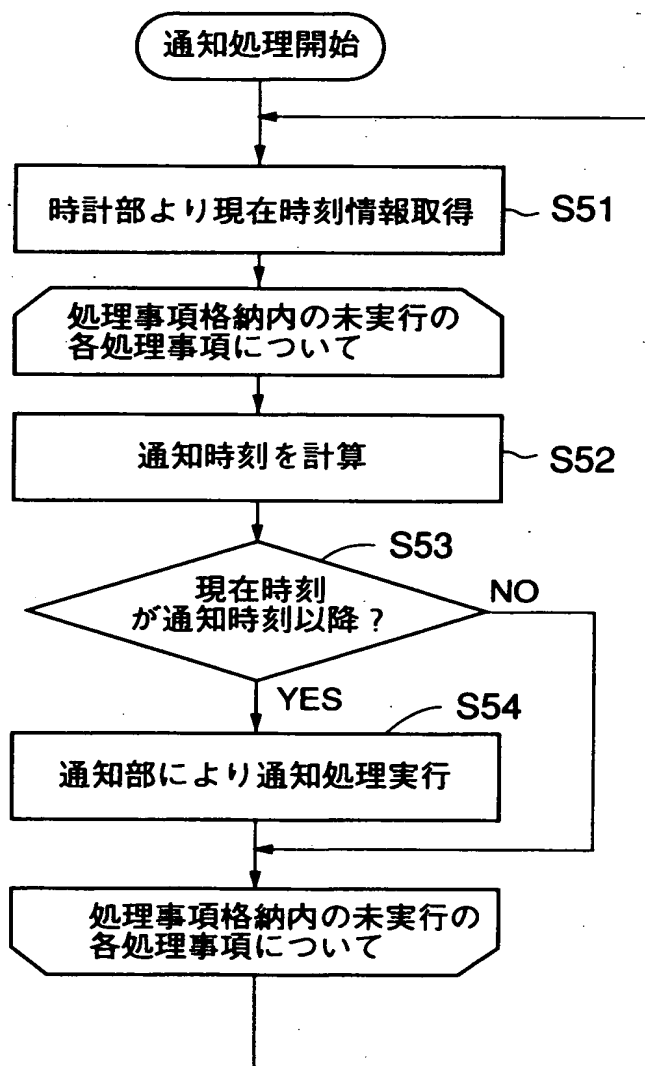 通知処理開始
時計部より現在時刻情報取得
S51
処理事項格納内の未実行の
各処理事項について
通知時刻を計算
S52
S53
現在時刻
が通知時刻以降?
NO
YES
S54
通知部により通知処理実行
処理事項格納内の未実行の
各処理事項について